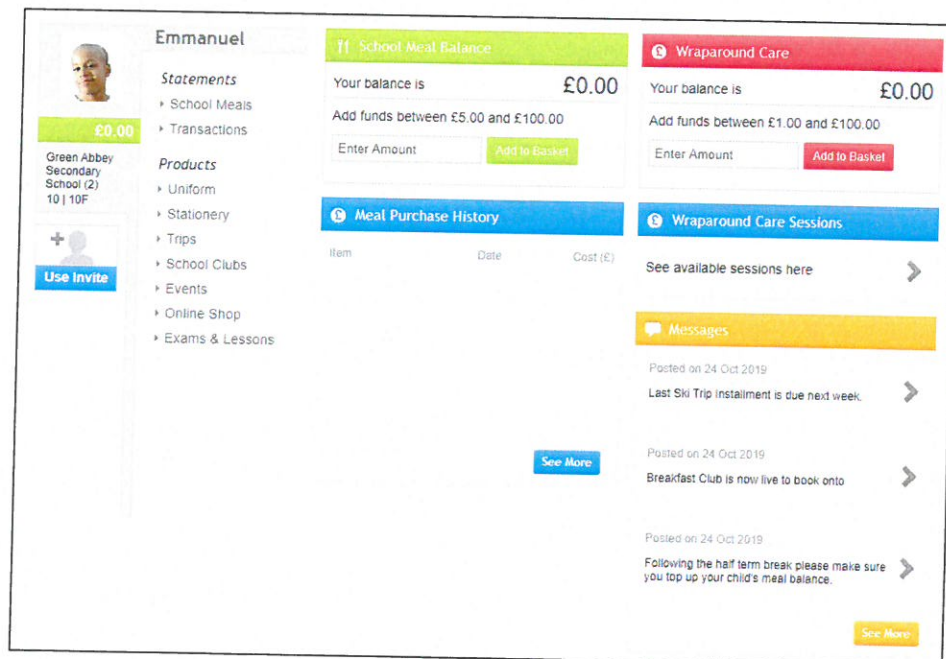 £0.00
Green Abbey
Secondary
School (2)
10 | 10F
Use Invite
Emmanuel
Statements
School Meals
Transactions
Products
Uniform
Stationery
Trips
School Clubs
Events
Online Shop
Exams & Lessons
School Meal Balance
Your balance is £0.00
Add funds between £5.00 and £100.00
Enter Amount Add to Basket
Meal Purchase History
Item Date Cost (£)
See More
Wraparound Care
Your balance is £0.00
Add funds between £1.00 and £100.00
Enter Amount Add to Basket
Wraparound Care Sessions
See available sessions here
Messages
Posted on 24 Oct 2019
Last Ski Trip Installment is due next week.
Posted on 24 Oct 2019
Breakfast Club is now live to book onto
Posted on 24 Oct 2019
Following the half term break please make sure
you top up your child's meal balance.
See More